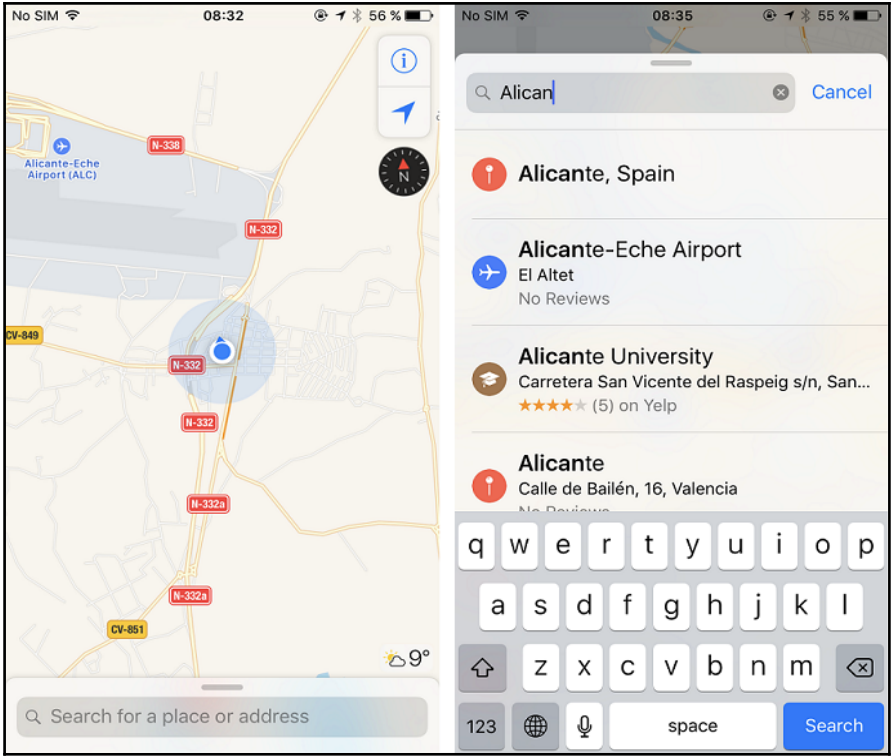 No SIM 08:32 56 %
N-338
Alicante-Eche
Airport (ALC)
N
N-332
CV-849
N-332
N-332
N-332a
N-332a
CV-851
9°
Search for a place or address
No SIM 08:35 55 %
Alican Cancel
Alicante, Spain
Alicante-Eche Airport
El Altet
No Reviews
Alicante University
Carretera San Vicente del Raspeig s/n, San...
(5) on Yelp
Alicante
Calle de Bailén, 16, Valencia
No Reviews
q w e r t y u i o p
a s d f g h j k l
z x c v b n m
123 space Search